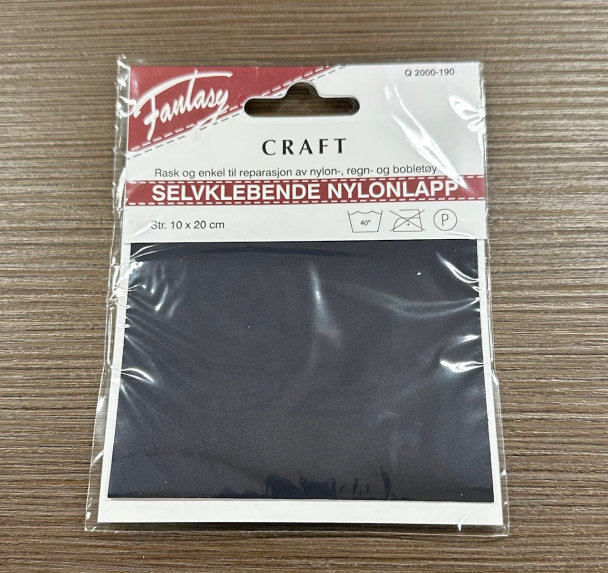 Fantasy
Q 2000-190
CRAFT
Rask og enkel til reparasjon av nylon-, regn- og bobletøy
SELVKLEBENDE NYLONLAPP
Str. 10 x 20 cm
40°
P